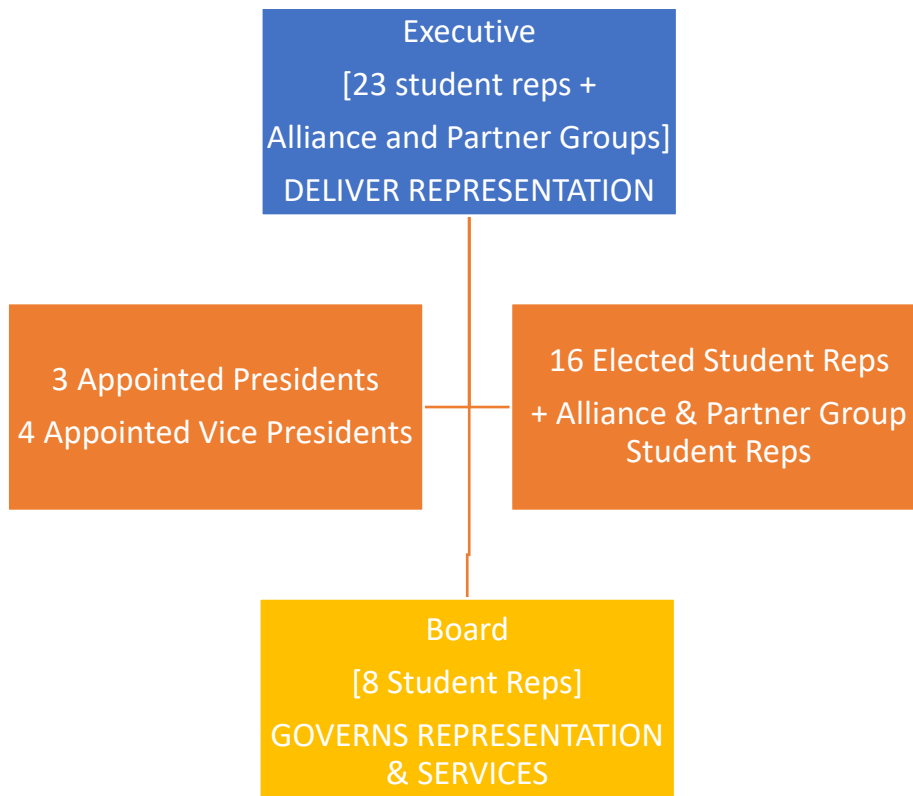 Executive
[23 student reps +
Alliance and Partner Groups]
DELIVER REPRESENTATION
3 Appointed Presidents
4 Appointed Vice Presidents
16 Elected Student Reps
+ Alliance & Partner Group
Student Reps
Board
[8 Student Reps]
GOVERNS REPRESENTATION
& SERVICES